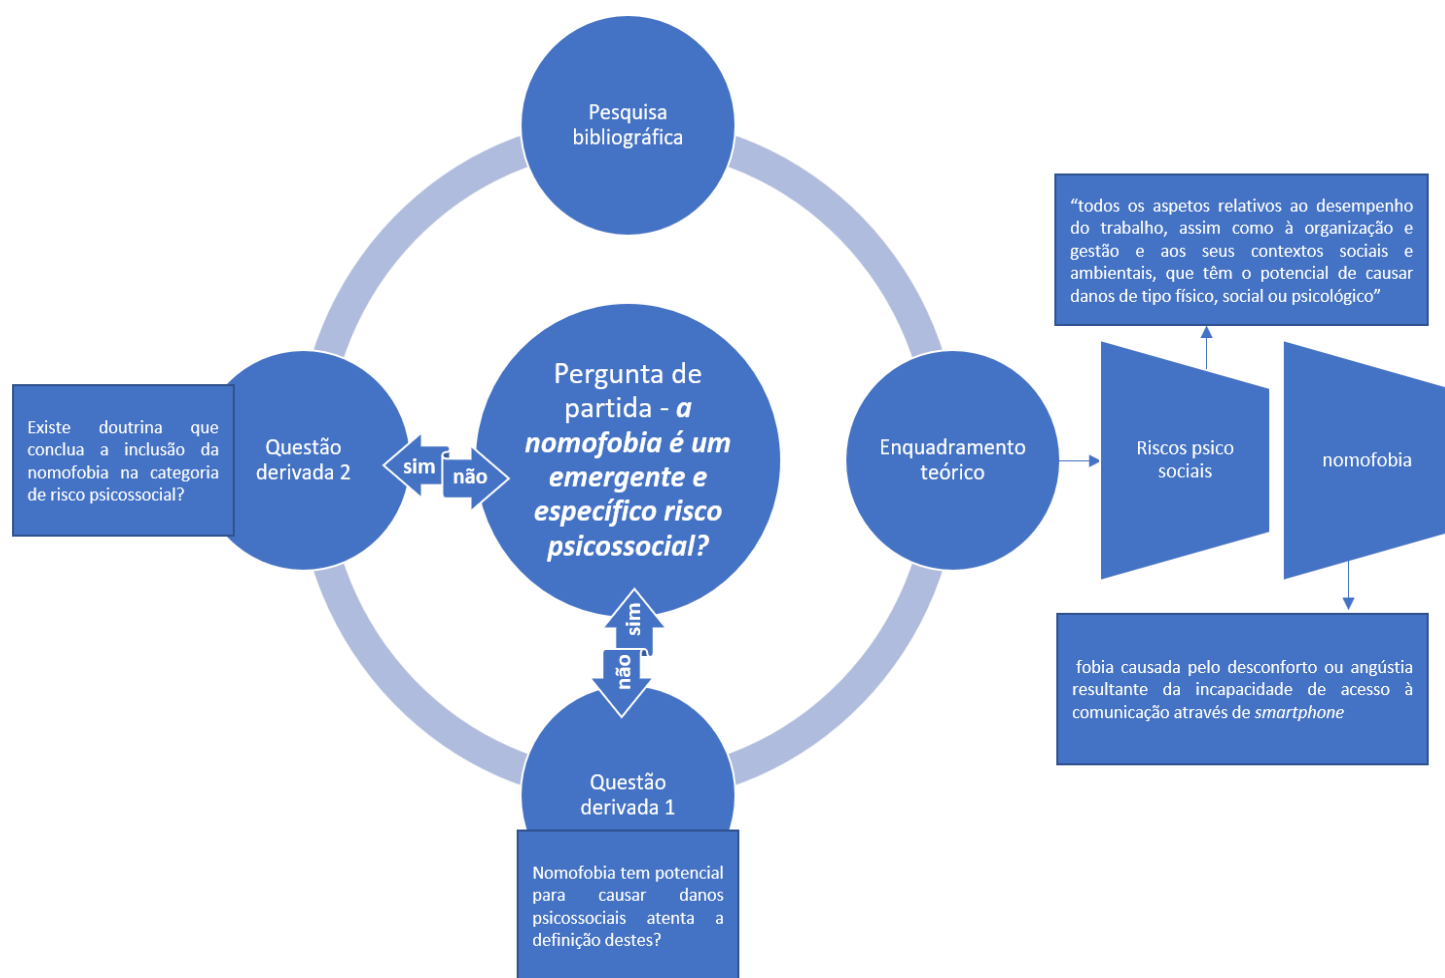 Pesquisa
bibliográfica
“todos os aspetos relativos ao desempenho
do trabalho, assim como à organização e
gestão e aos seus contextos sociais e
ambientais, que têm o potencial de causar
danos de tipo físico, social ou psicológico”
Pergunta de
partida - a
nomofobia é um
emergente e
específico risco
psicossocial?
Existe doutrina que
conclua a inclusão da
nomofobia na categoria
de risco psicossocial?
Questão
derivada 2
sim
não
Enquadramento
teórico
Riscos psico
sociais
nomofobia
sim
não
fobia causada pelo desconforto ou angústia
resultante da incapacidade de acesso à
comunicação através de smartphone
Questão
derivada 1
Nomofobia tem potencial
para causar danos
psicossociais atenta a
definição destes?